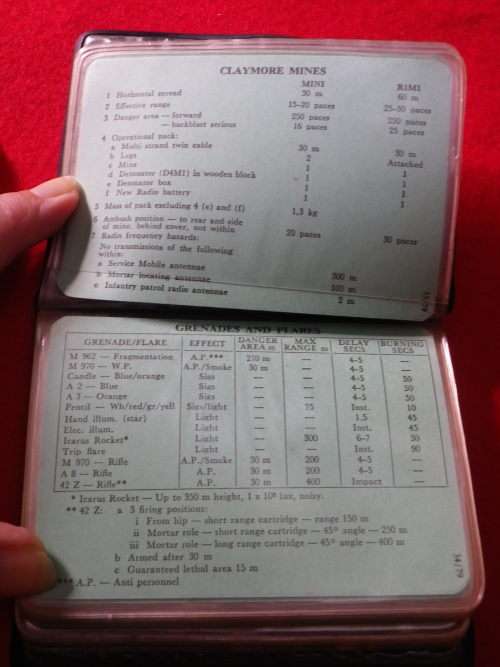 CLAYMORE MINES
MINI R1M1
1 Horizontal spread 30 m 60 m
2 Effective range 15-20 paces 25-30 paces
3 Danger area — forward 250 paces 250 paces
— backblast serious 16 paces 25 paces
4 Operational pack:
a Multi strand twin cable 30 m 30 m
b Legs 2 Attached
c Mine 1 1
d Detonator (D4M1) in wooden block 1 1
e Detonator box 1 1
f New Radio battery 1 1
5 Mass of pack excluding 4 (e) and (f) 1,3 kg
6 Ambush position — to rear and side
of mine, behind cover, not within 20 paces 30 paces
7 Radio frequency hazards:
No transmissions of the following
within:
a Service Mobile antennae 300 m
b Mortar locating antennae 100 m
c Infantry patrol radio antennae 2 m
GRENADES AND FLARES
GRENADE/FLARE EFFECT DANGER AREA m MAX RANGE m DELAY SECS BURNING SECS
M 962 — Fragmentation A.P.*** 210 m — 4-5 —
M 970 — W.P. A.P./Smoke 30 m — 4-5 —
Candle — Blue/orange Sigs — — 4-5 50
A 2 — Blue Sigs — — 4-5 50
A 3 — Orange Sigs — — 4-5 50
Pencil — Wh/red/gr/yell Sigs/light — 75 Inst. 10
Hand illum. (star) Light — — 1.5 45
Elec. illum. Light — — Inst. 45
Icarus Rocket* Light — 300 6-7 30
Trip flare Light — — Inst. 90
M 970 — Rifle A.P./Smoke 30 m 200 4-5 —
A 8 — Rifle A.P. 30 m 200 4-5 —
42 Z — Rifle** A.P. 30 m 400 Impact —
* Icarus Rocket — Up to 350 m height, 1 x 10⁶ lux, noisy.
** 42 Z: a 3 firing positions:
i From hip — short range cartridge — range 150 m
ii Mortar role — short range cartridge — 45° angle — 250 m
iii Mortar role — long range cartridge — 45° angle — 400 m
b Armed after 30 m
c Guaranteed lethal area 15 m
*** A.P. — Anti personnel
34/79